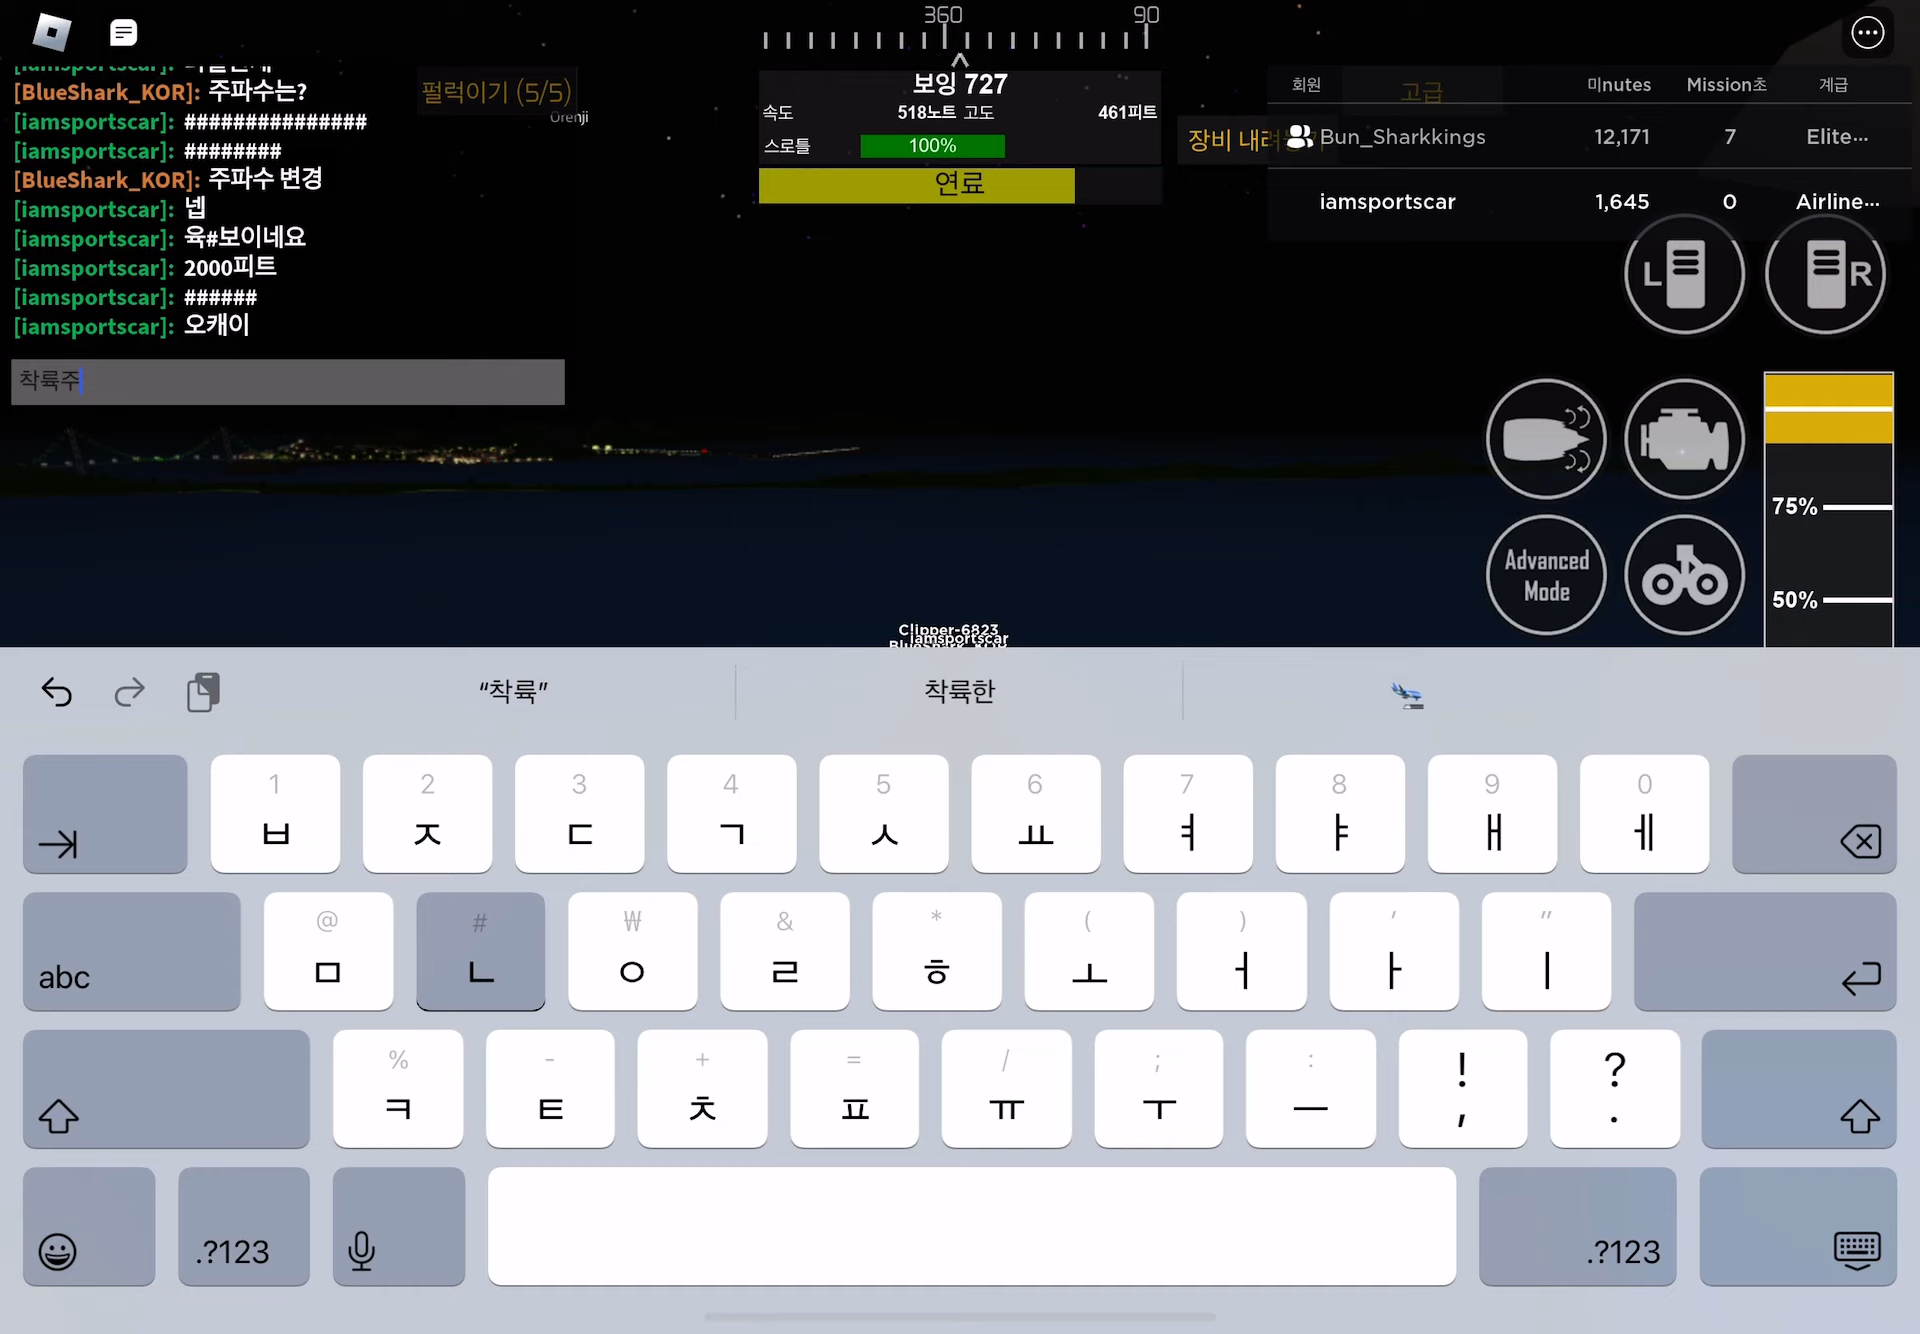 360 90
[iamsportscar]:
[BlueShark_KOR]: 주파수는?
[iamsportscar]: ###############
[iamsportscar]: ########
[BlueShark_KOR]: 주파수 변경
[iamsportscar]: 넵
[iamsportscar]: 육#보이네요
[iamsportscar]: 2000피트
[iamsportscar]: ######
[iamsportscar]: 오캐이
착륙주
펄럭이기 (5/5)
Orenji
보잉 727
속도 518노트 고도 461피트
스로틀 100%
연료
장비 내려
고급
회원 미nutes Mission초 계급
Bun_Sharkkings 12,171 7 Elite...
iamsportscar 1,645 0 Airline...
L R
Advanced
Mode
75%
50%
Clipper-6823
iamsportscar
BlueShark_KOR
“착륙” 착륙한
1 2 3 4 5 6 7 8 9 0
ㅂ ㅈ ㄷ ㄱ ㅅ ㅛ ㅕ ㅑ ㅐ ㅔ
@ # ₩ & * ( ) ' "
abc ㅁ ㄴ ㅇ ㄹ ㅎ ㅗ ㅓ ㅏ ㅣ
% - + = / ; : ! ?
ㅋ ㅌ ㅊ ㅍ ㅠ ㅜ ㅡ , .
.?123 .?123